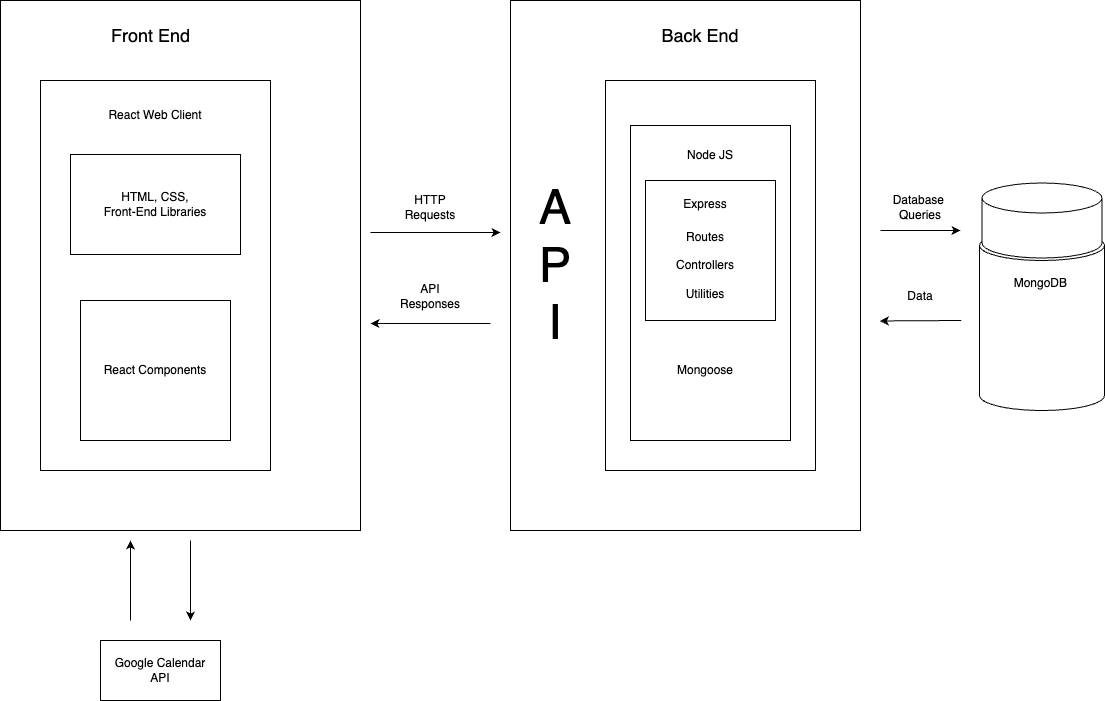 Front End
React Web Client
HTML, CSS,
Front-End Libraries
React Components
HTTP
Requests
API
Responses
Back End
A
P
I
Node JS
Express
Routes
Controllers
Utilities
Mongoose
Database
Queries
Data
MongoDB
Google Calendar
API